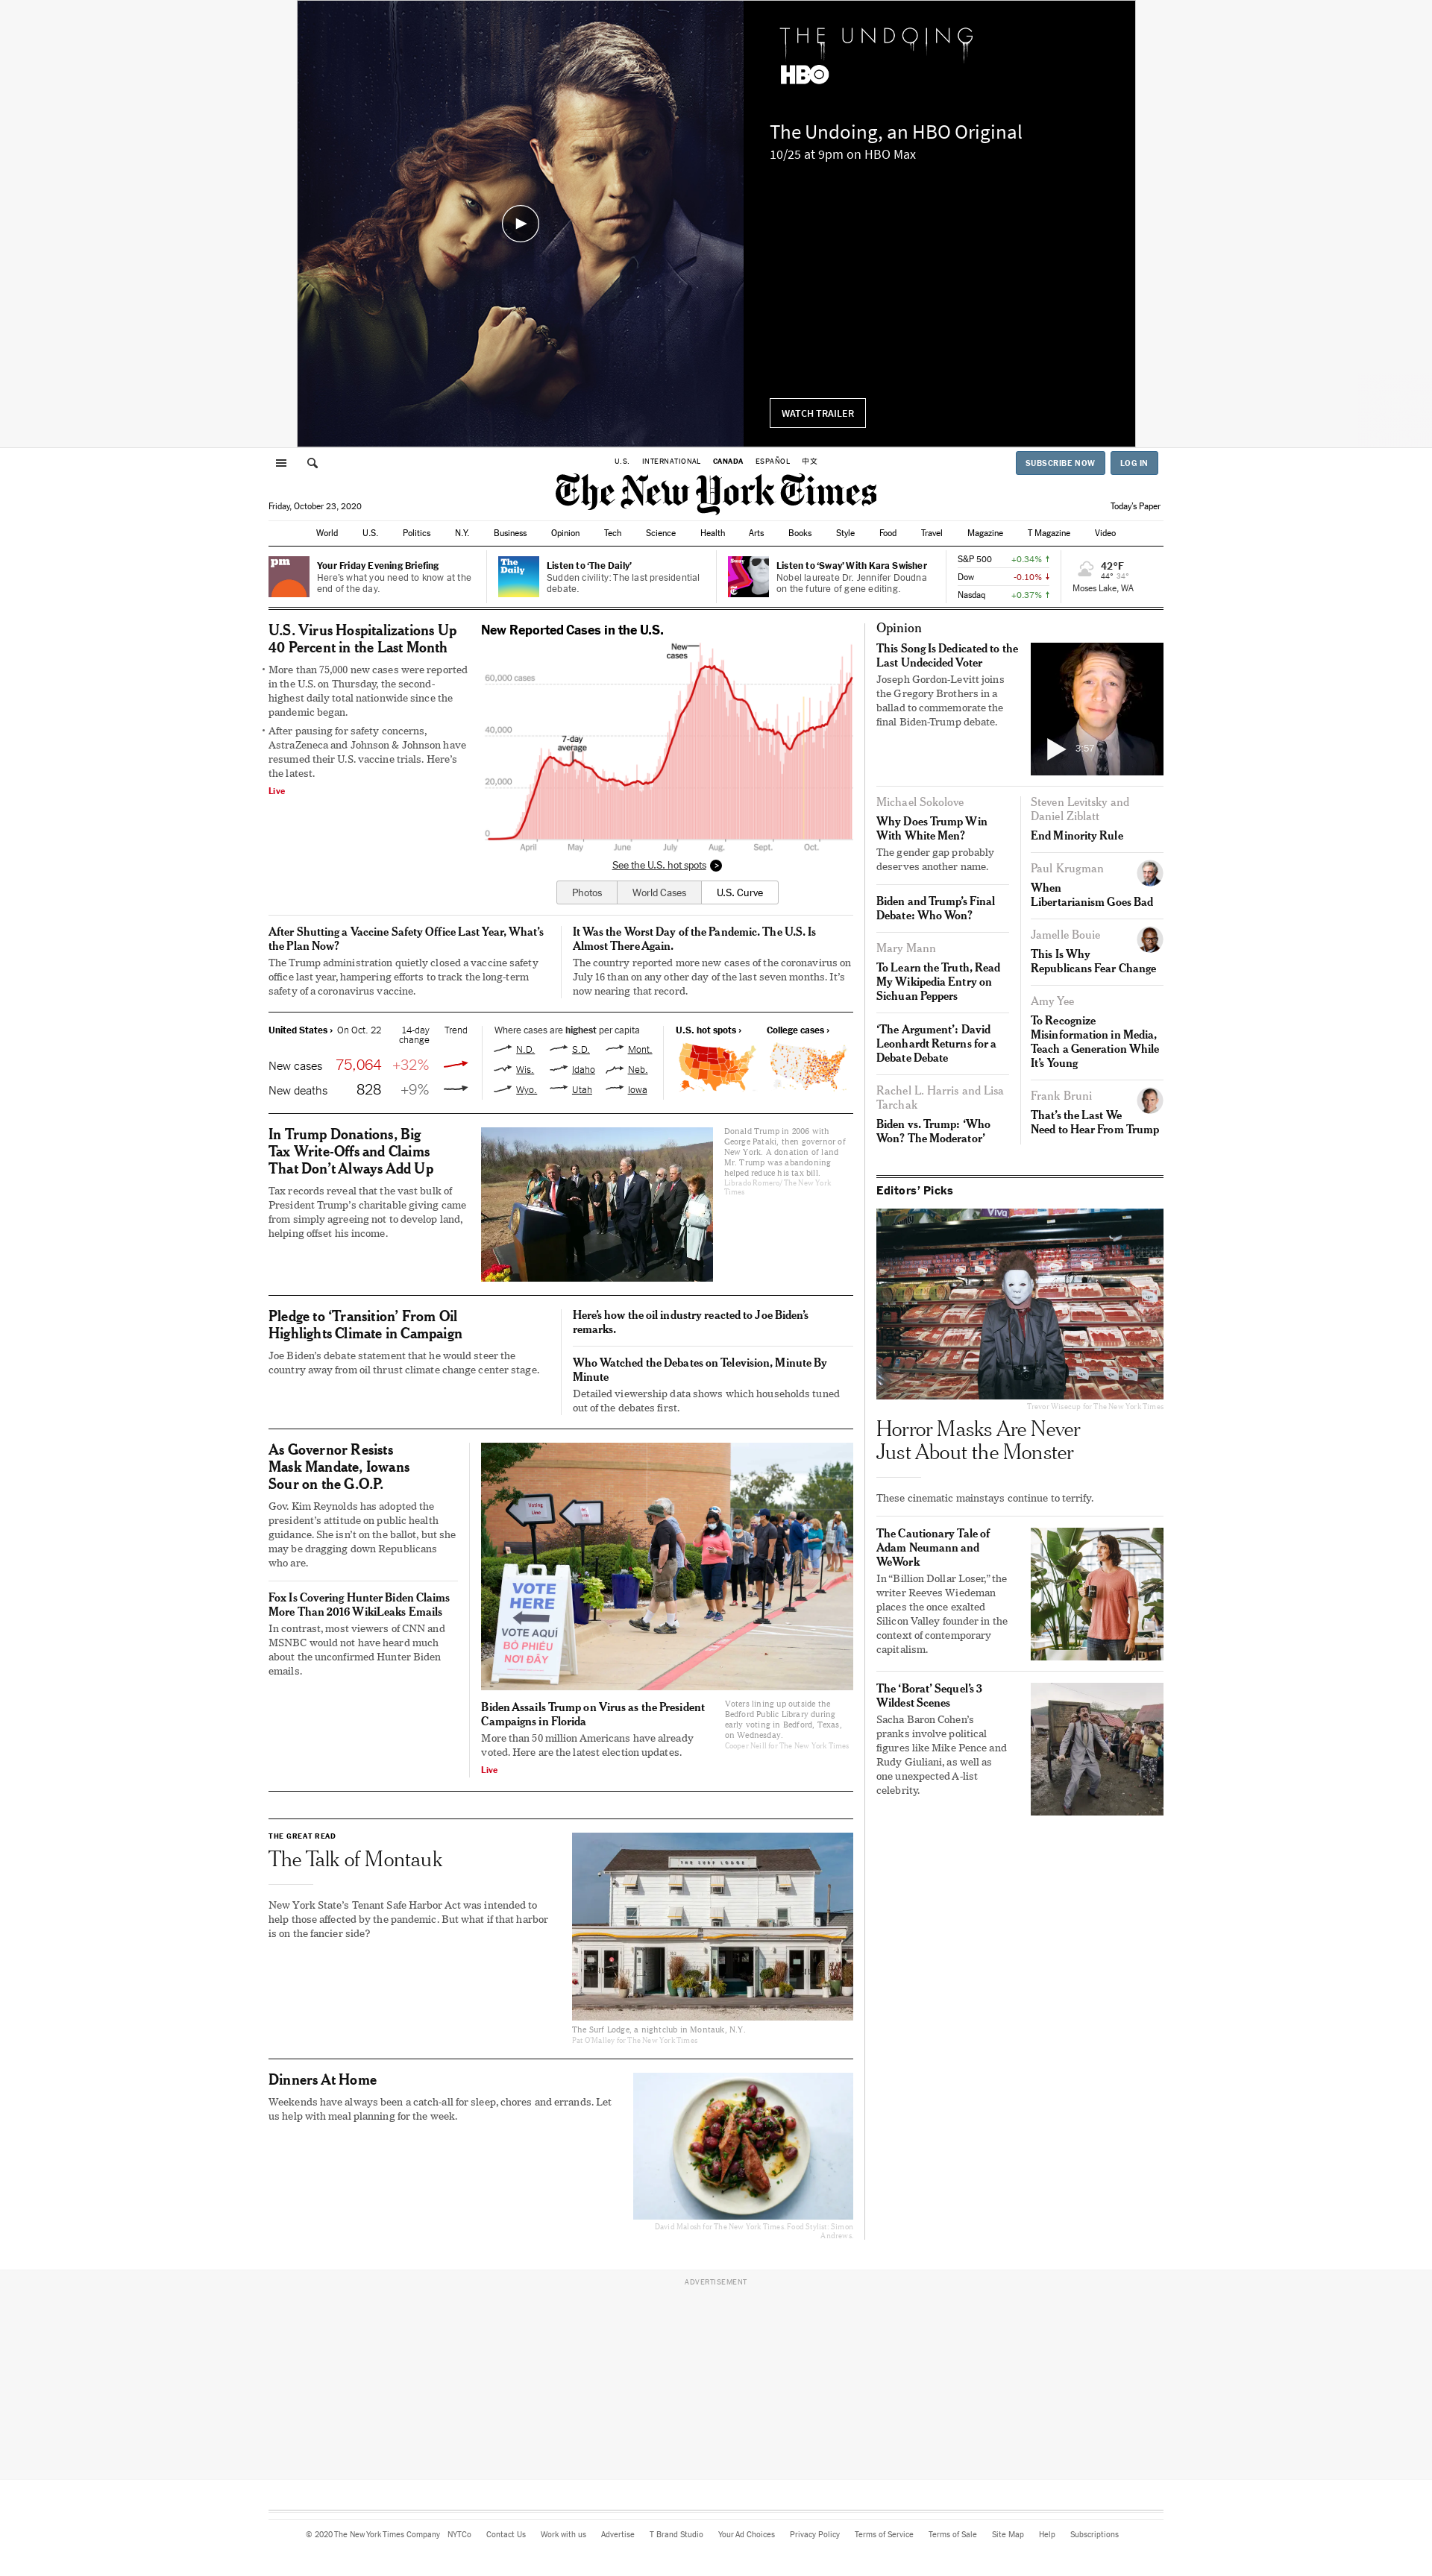 THE UNDOING
HBO
The Undoing, an HBO Original
10/25 at 9pm on HBO Max
WATCH TRAILER
U.S. INTERNATIONAL CANADA ESPAÑOL 中文
SUBSCRIBE NOW LOG IN
The New York Times
Friday, October 23, 2020
Today's Paper
World U.S. Politics N.Y. Business Opinion Tech Science Health Arts Books Style Food Travel Magazine T Magazine Video
pm
Your Friday Evening Briefing
Here's what you need to know at the
end of the day.
The
Daily
Listen to 'The Daily'
Sudden civility: The last presidential
debate.
Sway
Listen to 'Sway' With Kara Swisher
Nobel laureate Dr. Jennifer Doudna
on the future of gene editing.
S&P 500 +0.34% ↑
Dow -0.10% ↓
Nasdaq +0.37% ↑
42°F
44° 34°
Moses Lake, WA
U.S. Virus Hospitalizations Up
40 Percent in the Last Month
• More than 75,000 new cases were reported
in the U.S. on Thursday, the second-
highest daily total nationwide since the
pandemic began.
• After pausing for safety concerns,
AstraZeneca and Johnson & Johnson have
resumed their U.S. vaccine trials. Here's
the latest.
Live
New Reported Cases in the U.S.
New
cases
60,000 cases
40,000
7-day
average
20,000
0
April May June July Aug. Sept. Oct.
See the U.S. hot spots >
Photos World Cases U.S. Curve
After Shutting a Vaccine Safety Office Last Year, What's
the Plan Now?
The Trump administration quietly closed a vaccine safety
office last year, hampering efforts to track the long-term
safety of a coronavirus vaccine.
It Was the Worst Day of the Pandemic. The U.S. Is
Almost There Again.
The country reported more new cases of the coronavirus on
July 16 than on any other day of the last seven months. It's
now nearing that record.
United States › On Oct. 22 14-day
change Trend
New cases 75,064 +32%
New deaths 828 +9%
Where cases are highest per capita
N.D. S.D. Mont.
Wis. Idaho Neb.
Wyo. Utah Iowa
U.S. hot spots ›
College cases ›
In Trump Donations, Big
Tax Write-Offs and Claims
That Don't Always Add Up
Tax records reveal that the vast bulk of
President Trump's charitable giving came
from simply agreeing not to develop land,
helping offset his income.
Donald Trump in 2006 with
George Pataki, then governor of
New York. A donation of land
Mr. Trump was abandoning
helped reduce his tax bill.
Librado Romero/The New York
Times
Pledge to 'Transition' From Oil
Highlights Climate in Campaign
Joe Biden's debate statement that he would steer the
country away from oil thrust climate change center stage.
Here's how the oil industry reacted to Joe Biden's
remarks.
Who Watched the Debates on Television, Minute By
Minute
Detailed viewership data shows which households tuned
out of the debates first.
As Governor Resists
Mask Mandate, Iowans
Sour on the G.O.P.
Gov. Kim Reynolds has adopted the
president's attitude on public health
guidance. She isn't on the ballot, but she
may be dragging down Republicans
who are.
Fox Is Covering Hunter Biden Claims
More Than 2016 WikiLeaks Emails
In contrast, most viewers of CNN and
MSNBC would not have heard much
about the unconfirmed Hunter Biden
emails.
VOTE
HERE
VOTE AQUÍ
BỎ PHIẾU
NƠI ĐÂY
Biden Assails Trump on Virus as the President
Campaigns in Florida
More than 50 million Americans have already
voted. Here are the latest election updates.
Live
Voters lining up outside the
Bedford Public Library during
early voting in Bedford, Texas,
on Wednesday.
Cooper Neill for The New York Times
THE GREAT READ
The Talk of Montauk
New York State's Tenant Safe Harbor Act was intended to
help those affected by the pandemic. But what if that harbor
is on the fancier side?
THE SURF LODGE
The Surf Lodge, a nightclub in Montauk, N.Y.
Pat O'Malley for The New York Times
Dinners At Home
Weekends have always been a catch-all for sleep, chores and errands. Let
us help with meal planning for the week.
David Malosh for The New York Times. Food Stylist: Simon
Andrews.
Opinion
This Song Is Dedicated to the
Last Undecided Voter
Joseph Gordon-Levitt joins
the Gregory Brothers in a
ballad to commemorate the
final Biden-Trump debate.
3:57
Michael Sokolove
Why Does Trump Win
With White Men?
The gender gap probably
deserves another name.
Biden and Trump's Final
Debate: Who Won?
Mary Mann
To Learn the Truth, Read
My Wikipedia Entry on
Sichuan Peppers
'The Argument': David
Leonhardt Returns for a
Debate Debate
Rachel L. Harris and Lisa
Tarchak
Biden vs. Trump: 'Who
Won? The Moderator'
Steven Levitsky and
Daniel Ziblatt
End Minority Rule
Paul Krugman
When
Libertarianism Goes Bad
Jamelle Bouie
This Is Why
Republicans Fear Change
Amy Yee
To Recognize
Misinformation in Media,
Teach a Generation While
It's Young
Frank Bruni
That's the Last We
Need to Hear From Trump
Editors' Picks
Viva
Trevor Wisecup for The New York Times
Horror Masks Are Never
Just About the Monster
These cinematic mainstays continue to terrify.
The Cautionary Tale of
Adam Neumann and
WeWork
In “Billion Dollar Loser,” the
writer Reeves Wiedeman
places the once exalted
Silicon Valley founder in the
context of contemporary
capitalism.
The 'Borat' Sequel's 3
Wildest Scenes
Sacha Baron Cohen's
pranks involve political
figures like Mike Pence and
Rudy Giuliani, as well as
one unexpected A-list
celebrity.
ADVERTISEMENT
© 2020 The New York Times Company NYTCo Contact Us Work with us Advertise T Brand Studio Your Ad Choices Privacy Policy Terms of Service Terms of Sale Site Map Help Subscriptions